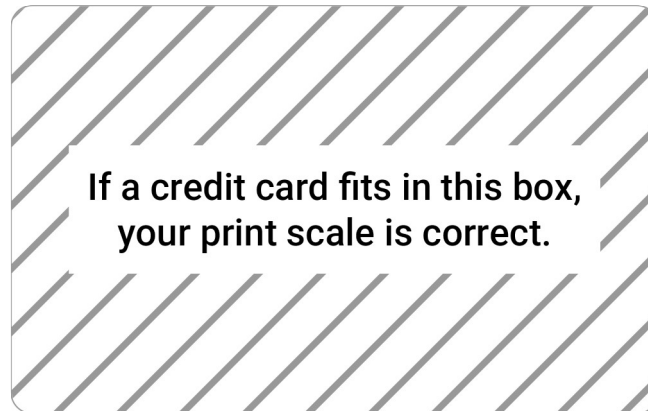 If a credit card fits in this box,
your print scale is correct.